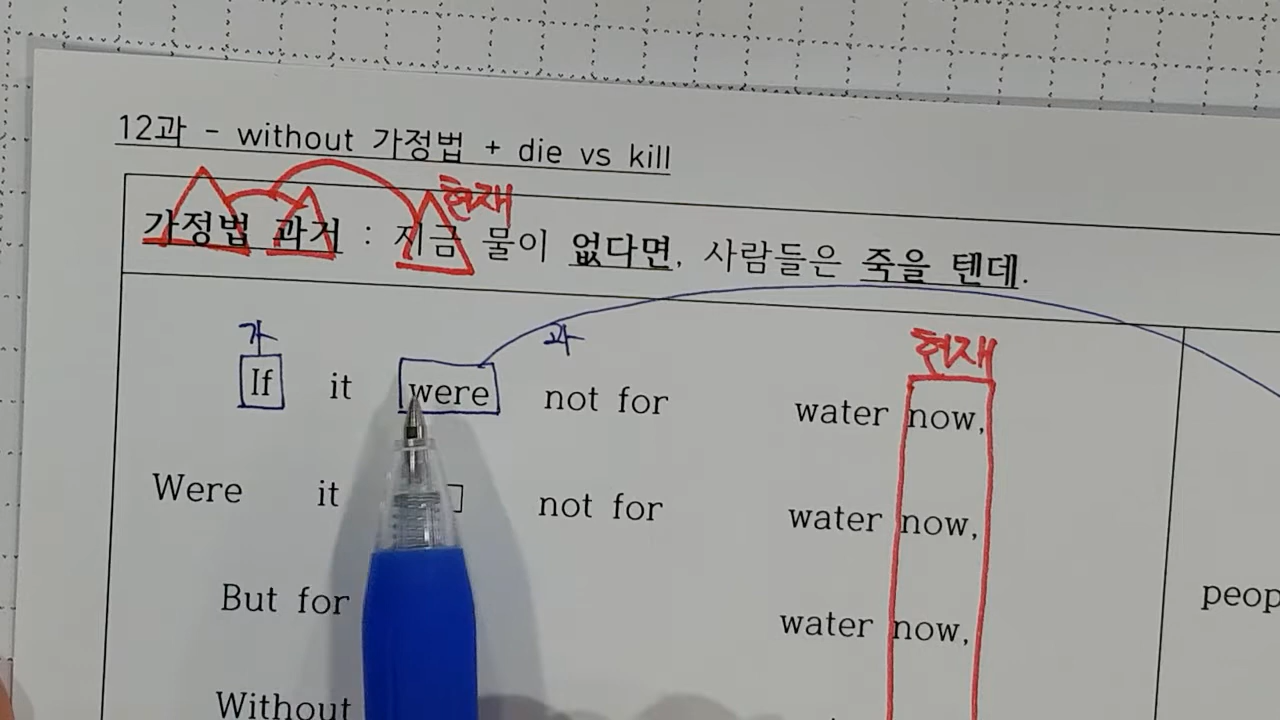 12과 - without 가정법 + die vs kill
현재
가정법 과거 : 지금 물이 없다면, 사람들은 죽을 텐데.
가 과 현재
If it were not for water now,
Were it □ not for water now,
But for water now,
Without